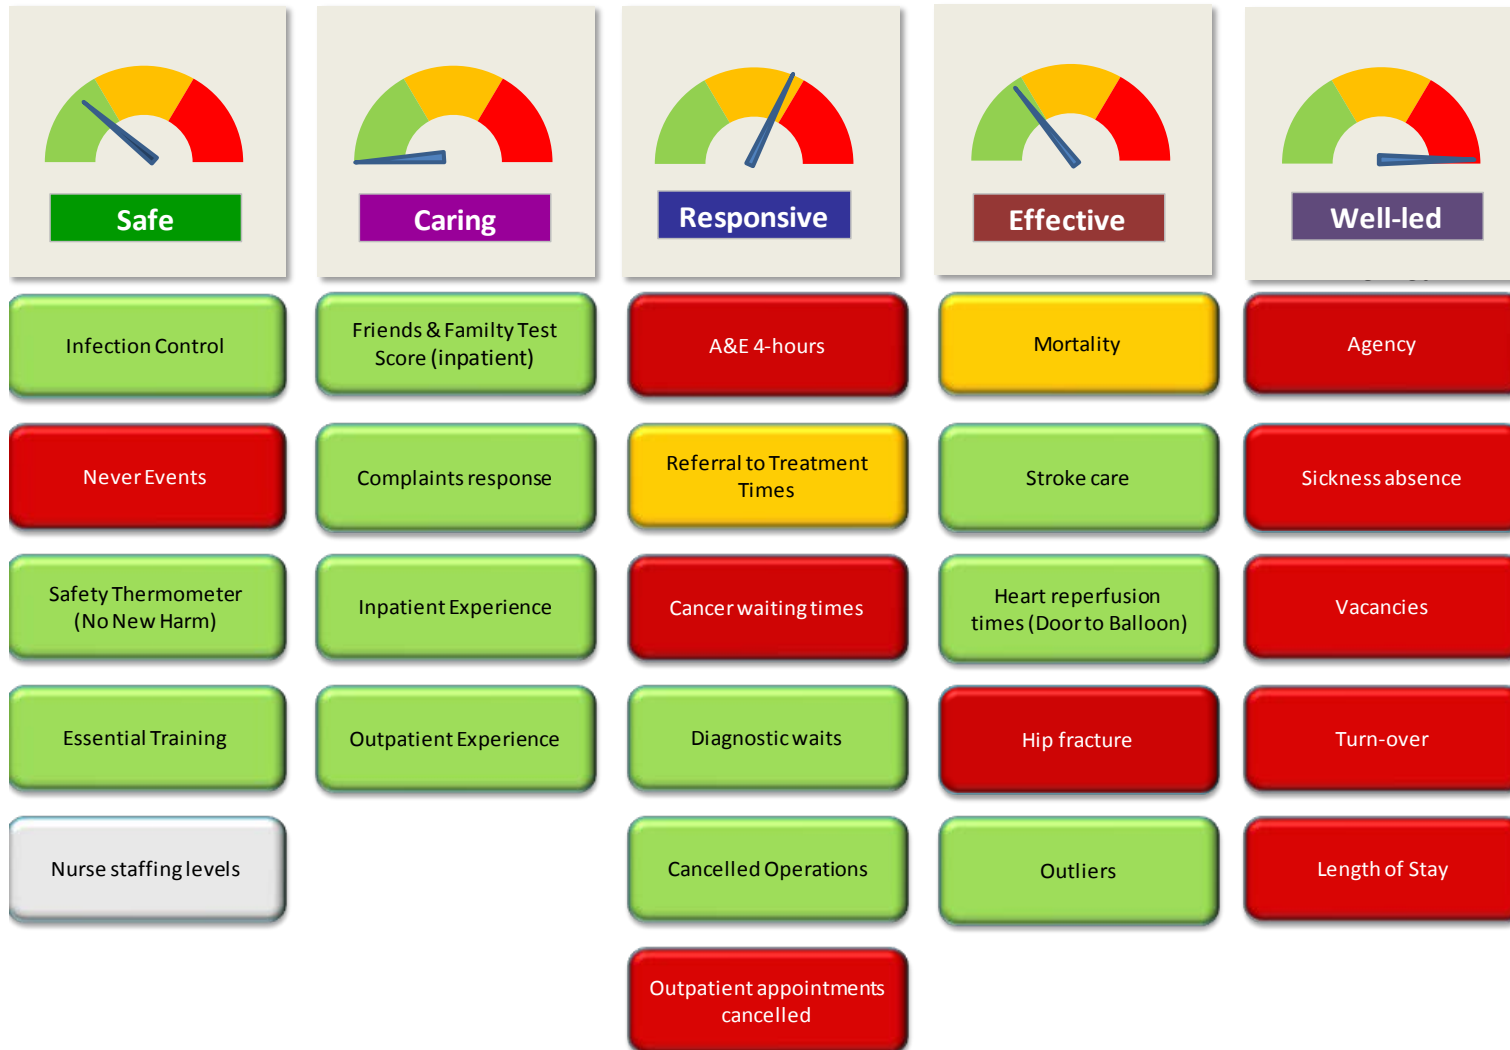 Safe
Caring
Responsive
Effective
Well-led
Infection Control
Friends & Familty Test
Score (inpatient)
A&E 4-hours
Mortality
Agency
Never Events
Complaints response
Referral to Treatment
Times
Stroke care
Sickness absence
Safety Thermometer
(No New Harm)
Inpatient Experience
Cancer waiting times
Heart reperfusion
times (Door to Balloon)
Vacancies
Essential Training
Outpatient Experience
Diagnostic waits
Hip fracture
Turn-over
Nurse staffing levels
Cancelled Operations
Outliers
Length of Stay
Outpatient appointments
cancelled